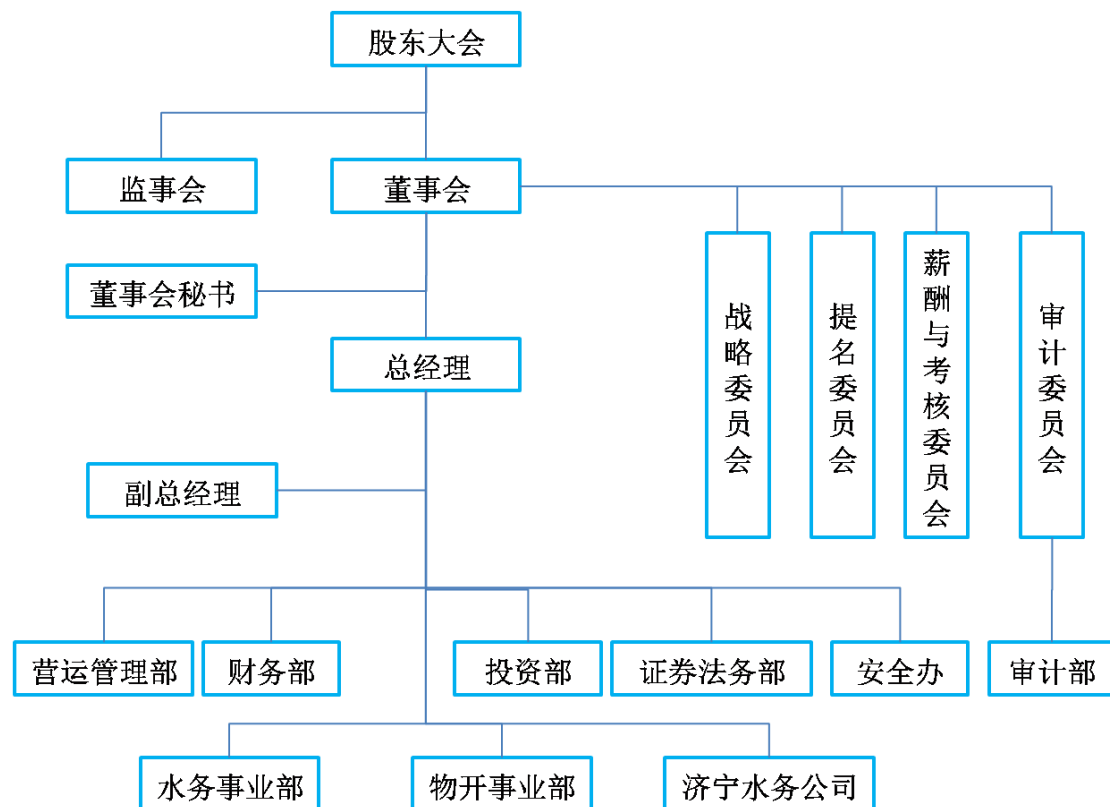 股东大会
监事会
董事会
董事会秘书
总经理
战略委员会
提名委员会
薪酬与考核委员会
审计委员会
副总经理
营运管理部
财务部
投资部
证券法务部
安全办
审计部
水务事业部
物开事业部
济宁水务公司